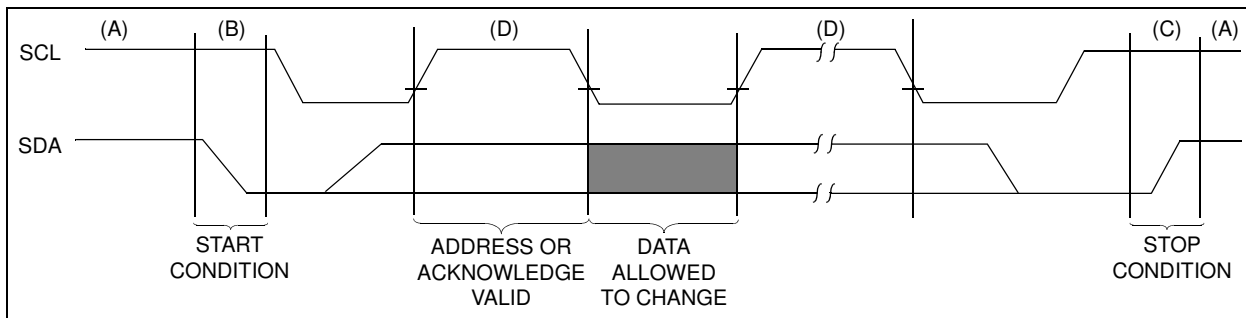 (A) (B) (D) (D) (C) (A)
SCL
SDA
START
CONDITION
ADDRESS OR
ACKNOWLEDGE
VALID
DATA
ALLOWED
TO CHANGE
STOP
CONDITION